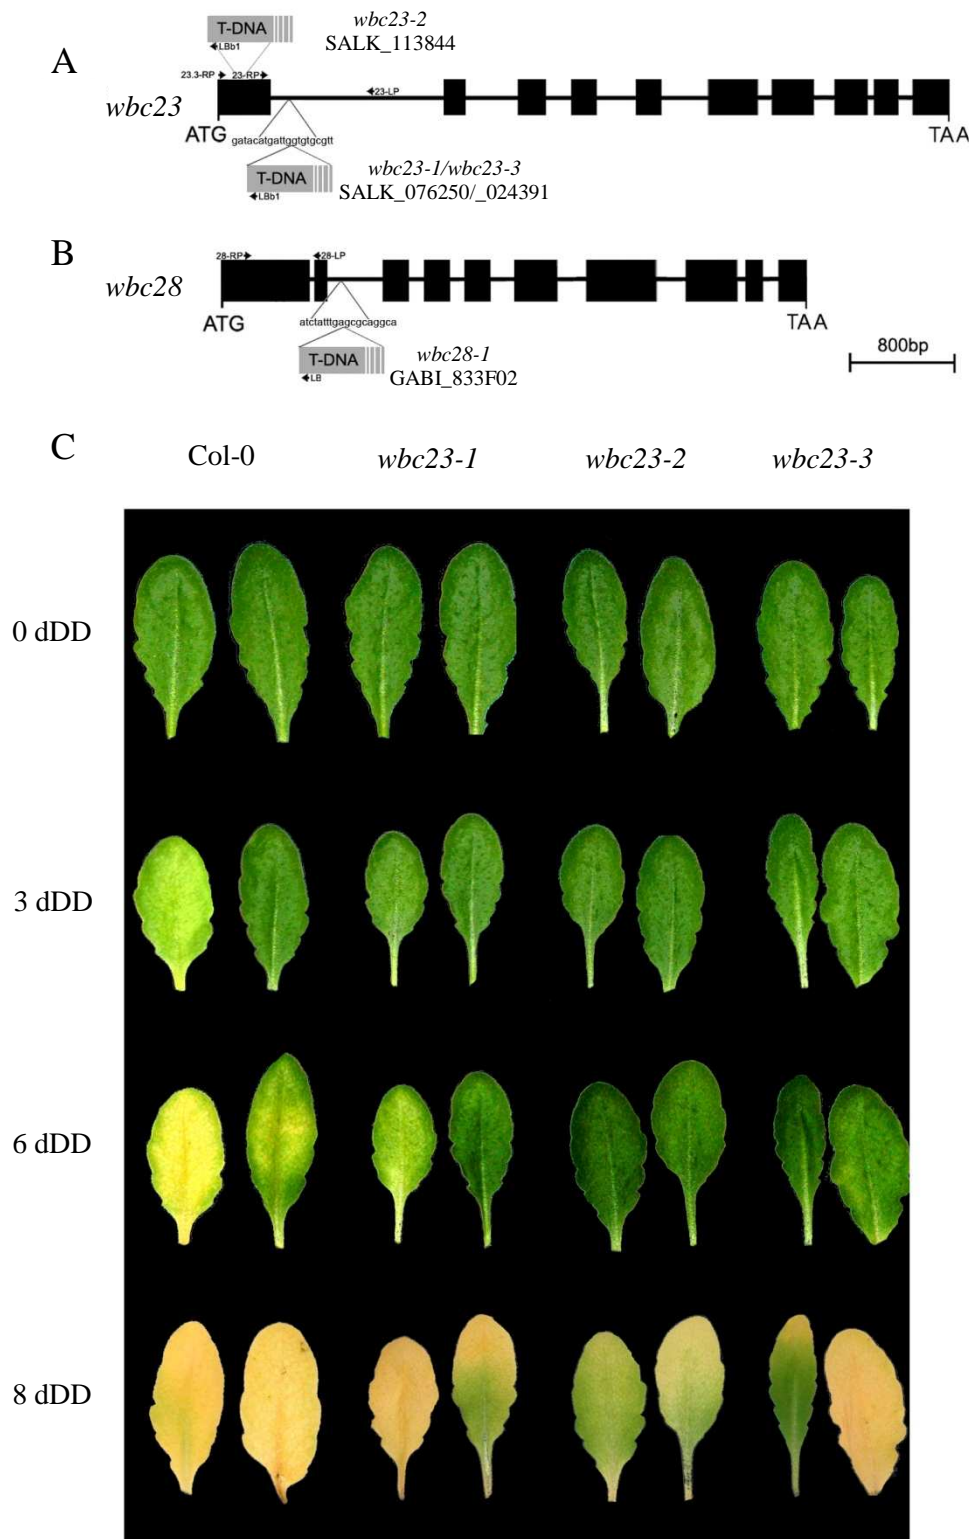 A
T-DNA
wbc23-2
SALK_113844
LBb1
23.3-RP 23-RP
23-LP
wbc23
ATG
TAA
gatacatgattggtgtgcgtt
T-DNA
wbc23-1/wbc23-3
SALK_076250/_024391
LBb1
B
28-RP 28-LP
wbc28
ATG
TAA
atctatttgagcgcaggca
T-DNA
wbc28-1
GABI_833F02
LB
800bp
C
Col-0 wbc23-1 wbc23-2 wbc23-3
0 dDD
3 dDD
6 dDD
8 dDD